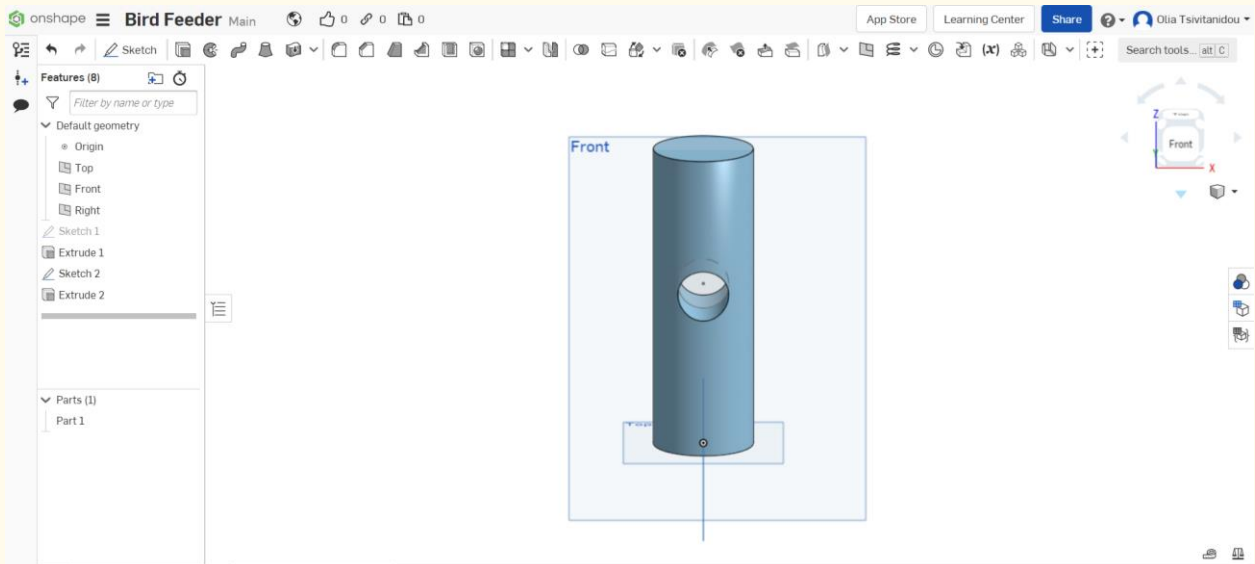 onshape Bird Feeder Main 0 0 0 App Store Learning Center Share Olia Tsivitanidou
Sketch Search tools... alt C
Features (8)
Filter by name or type
Default geometry
Origin
Top
Front
Right
Sketch 1
Extrude 1
Sketch 2
Extrude 2
Parts (1)
Part 1
Front
Top
Z
Top
Front
X